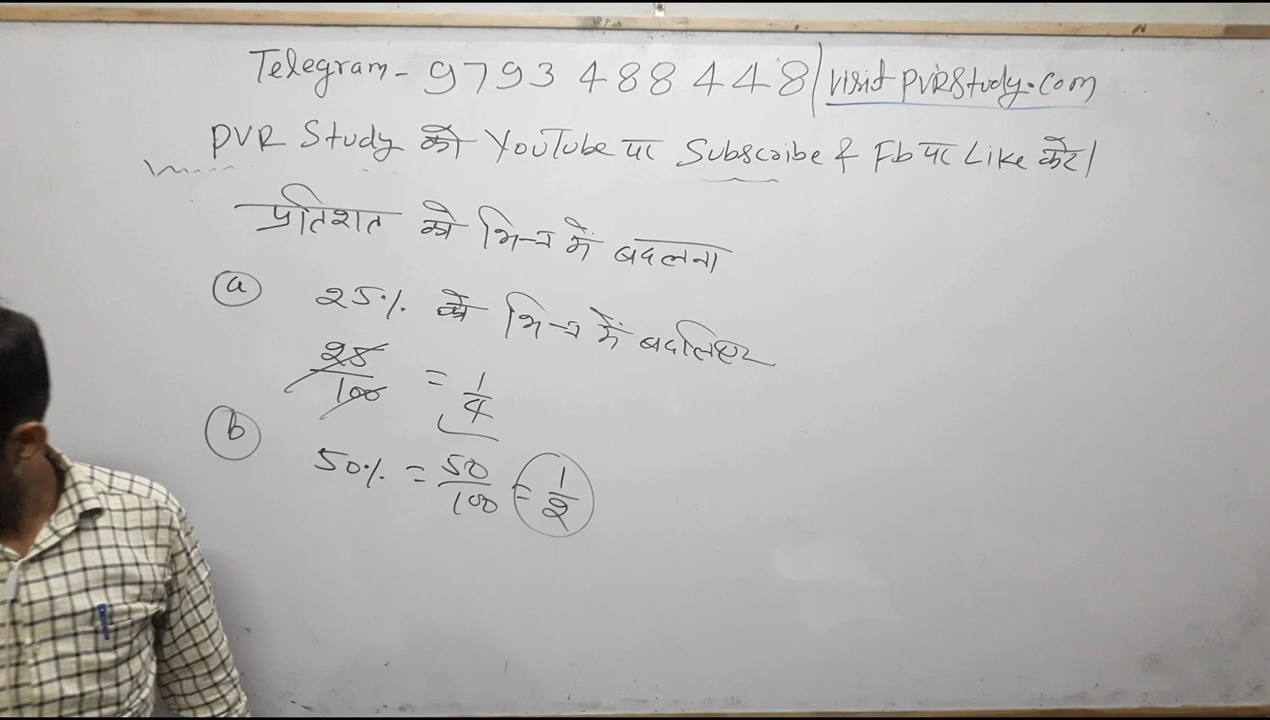 Telegram - 9793 488 448 | visit PVRStudy.com
PVR Study को YouTube पर Subscribe & Fb पर Like करें।
प्रतिशत को भिन्न में बदलना
(a) 25% को भिन्न में बदलिए
25/100 = 1/4
(b) 50% = 50/100 = 1/2